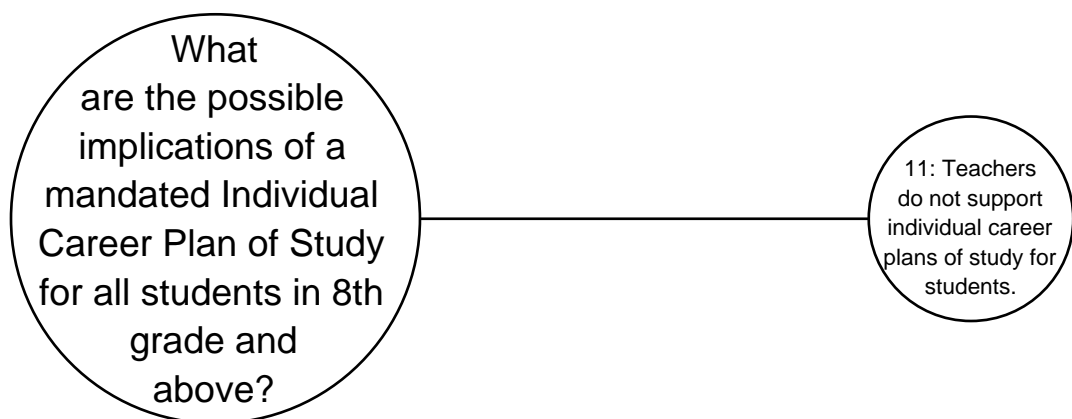 What
are the possible
implications of a
mandated Individual
Career Plan of Study
for all students in 8th
grade and
above?
11: Teachers
do not support
individual career
plans of study for
students.